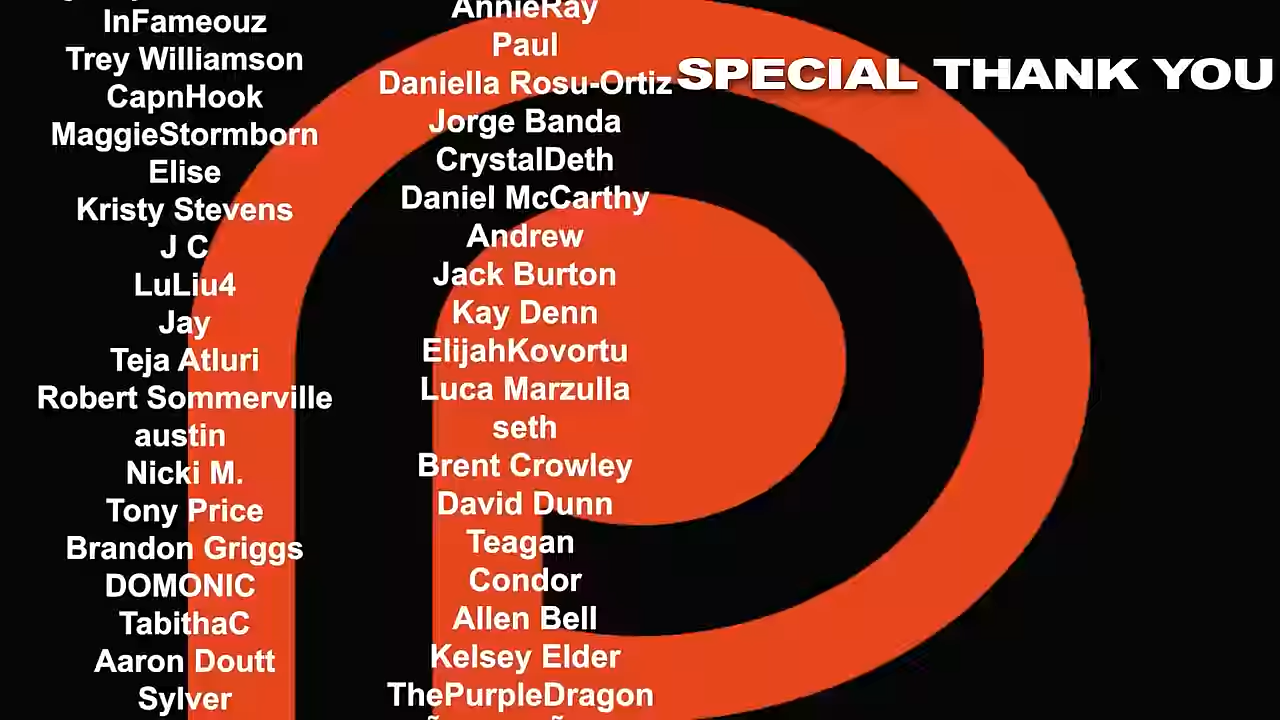 InFameouz
Trey Williamson
CapnHook
MaggieStormborn
Elise
Kristy Stevens
J C
LuLiu4
Jay
Teja Atluri
Robert Sommerville
austin
Nicki M.
Tony Price
Brandon Griggs
DOMONIC
TabithaC
Aaron Doutt
Sylver
AnnieRay
Paul
Daniella Rosu-Ortiz
Jorge Banda
CrystalDeth
Daniel McCarthy
Andrew
Jack Burton
Kay Denn
ElijahKovortu
Luca Marzulla
seth
Brent Crowley
David Dunn
Teagan
Condor
Allen Bell
Kelsey Elder
ThePurpleDragon
SPECIAL THANK YOU